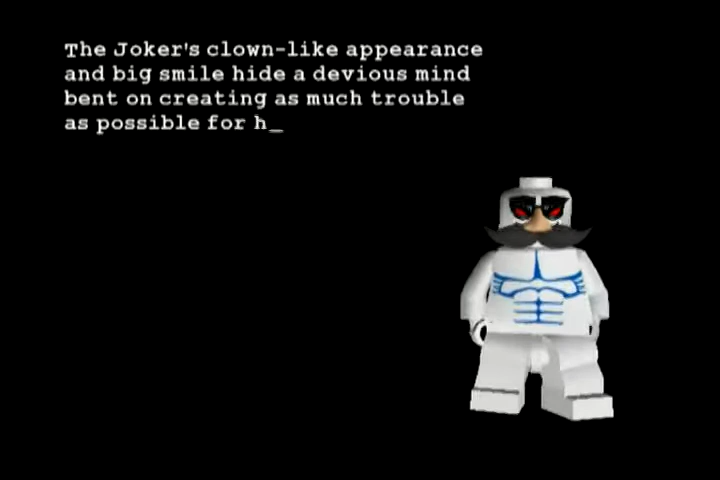 The Joker's clown-like appearance
and big smile hide a devious mind
bent on creating as much trouble
as possible for h_